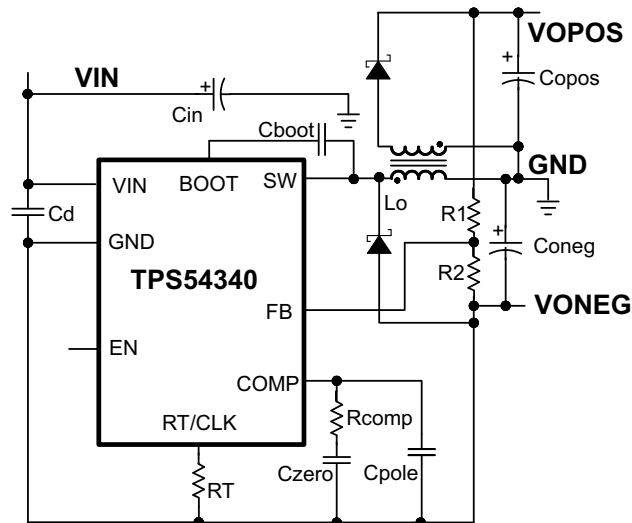 VOPOS
VIN
Copos
Cin
Cboot
GND
VIN
BOOT
SW
Lo
Cd
R1
GND
Coneg
TPS54340
R2
FB
VONEG
EN
COMP
RT/CLK
Rcomp
RT
Czero
Cpole